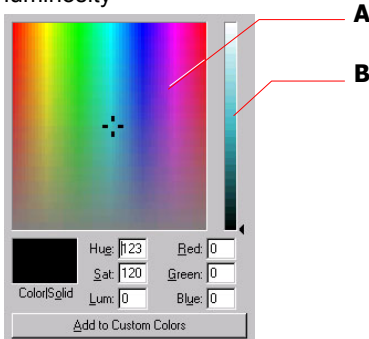 luminosity
A
B
Hue: 123 Red: 0
Sat: 120 Green: 0
Color|Solid Lum: 0 Blue: 0
Add to Custom Colors